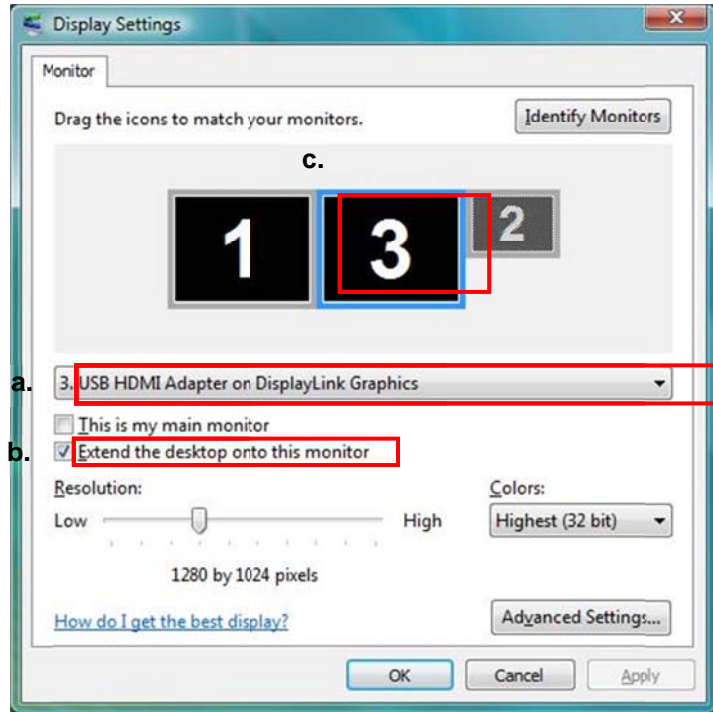 Display Settings
Monitor
Drag the icons to match your monitors.
Identify Monitors
c.
1
3
2
a.
3. USB HDMI Adapter on DisplayLink Graphics
This is my main monitor
b.
Extend the desktop onto this monitor
Resolution:
Colors:
Low
High
Highest (32 bit)
1280 by 1024 pixels
How do I get the best display?
Advanced Settings...
OK
Cancel
Apply